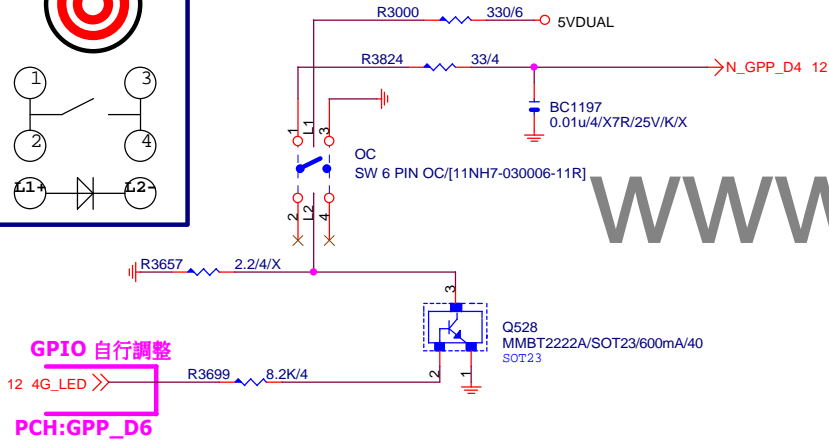 R3000 330/6 5VDUAL
R3824 33/4 N_GPP_D4 12
1 3
2 4
L1+ L2-
BC1197
0.01u/4/X7R/25V/K/X
1 L1 3
OC
SW 6 PIN OC/[11NH7-030006-11R]
2 L2 4
WWW
R3657 2.2/4/X
3
Q528
MMBT2222A/SOT23/600mA/40
SOT23
2 1
GPIO 自行調整
12 4G_LED R3699 8.2K/4
PCH:GPP_D6